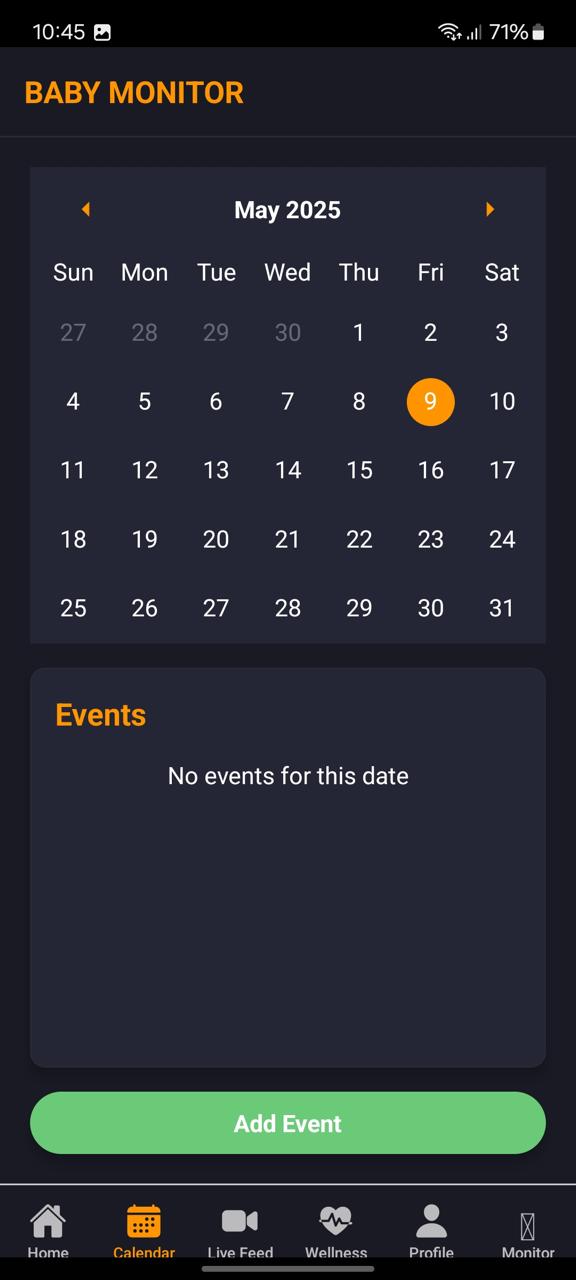 10:45 71%
BABY MONITOR
May 2025
Sun Mon Tue Wed Thu Fri Sat
27 28 29 30 1 2 3
4 5 6 7 8 9 10
11 12 13 14 15 16 17
18 19 20 21 22 23 24
25 26 27 28 29 30 31
Events
No events for this date
Add Event
Home Calendar Live Feed Wellness Profile Monitor